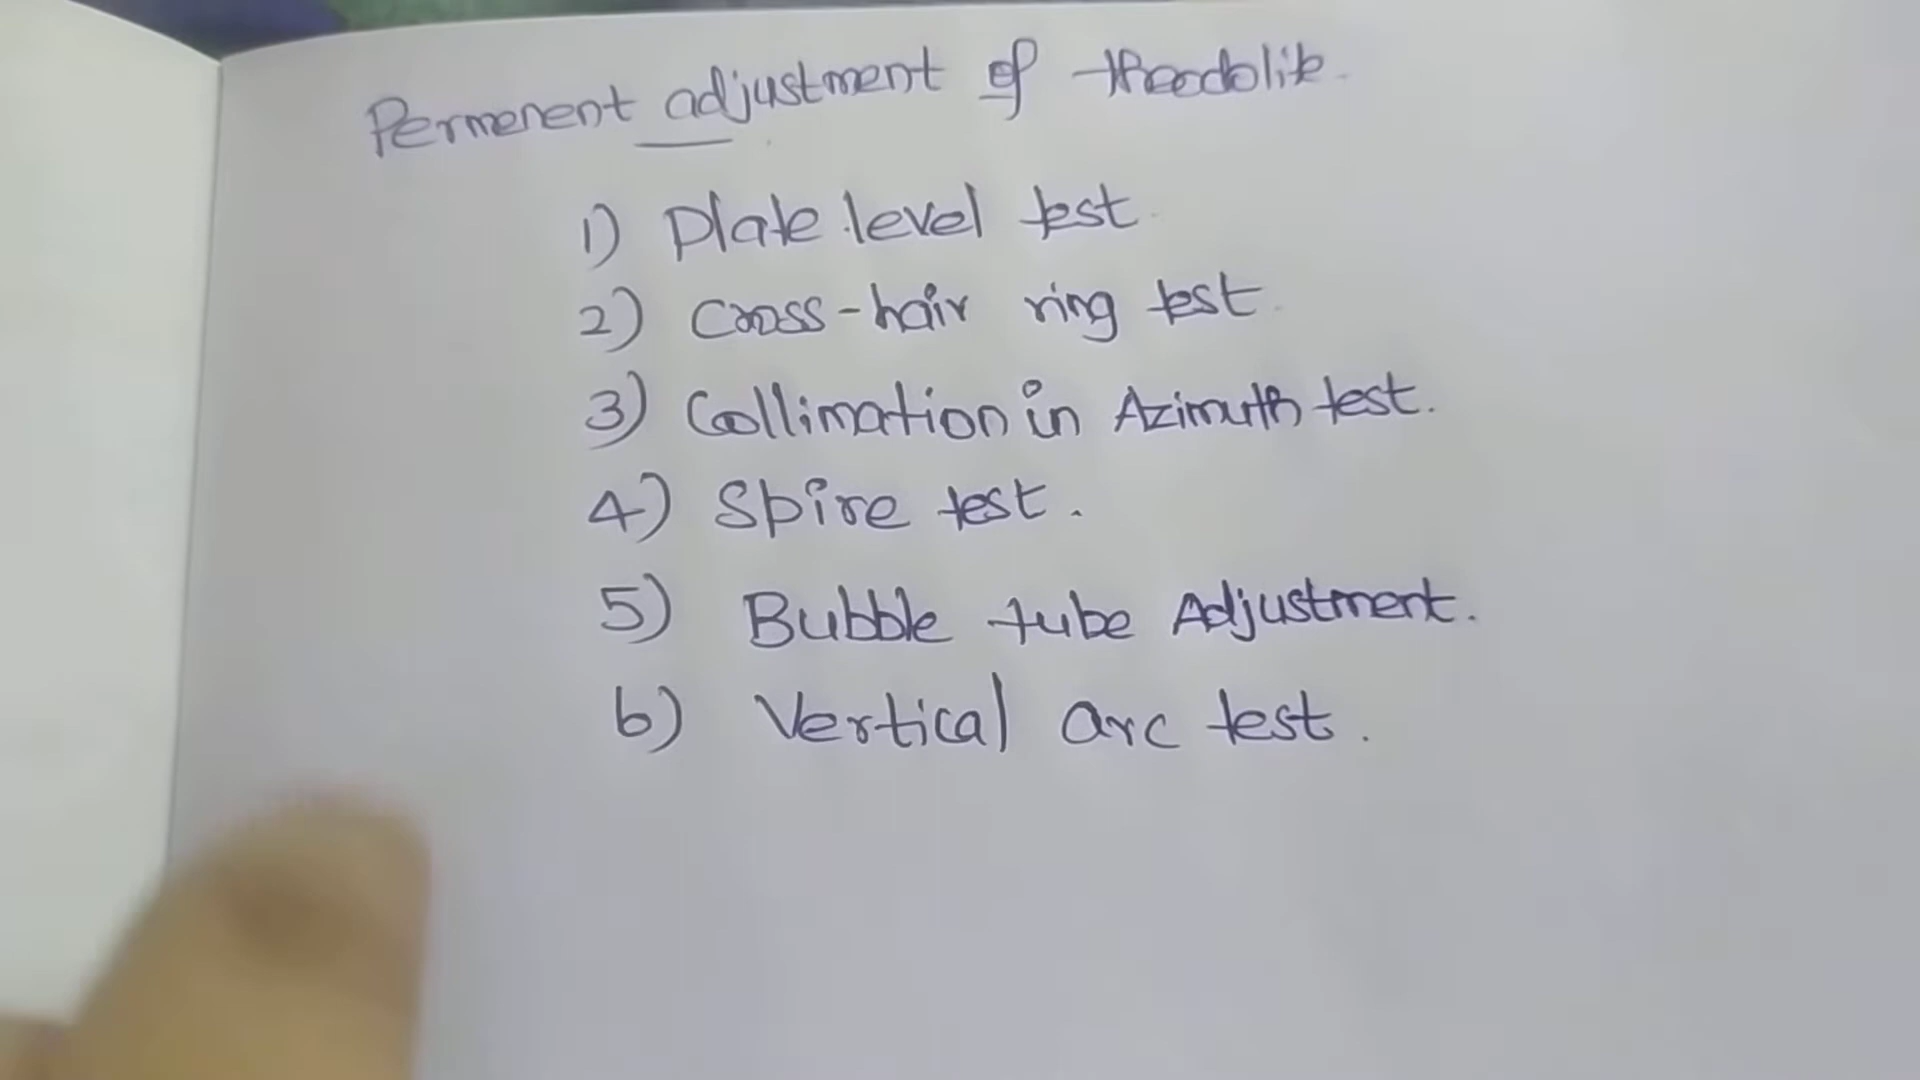 Permenent adjustment of theodolite.
1) Plate level test.
2) Cross-hair ring test.
3) Collimation in Azimuth test.
4) Spire test.
5) Bubble tube Adjustment.
6) Vertical arc test.